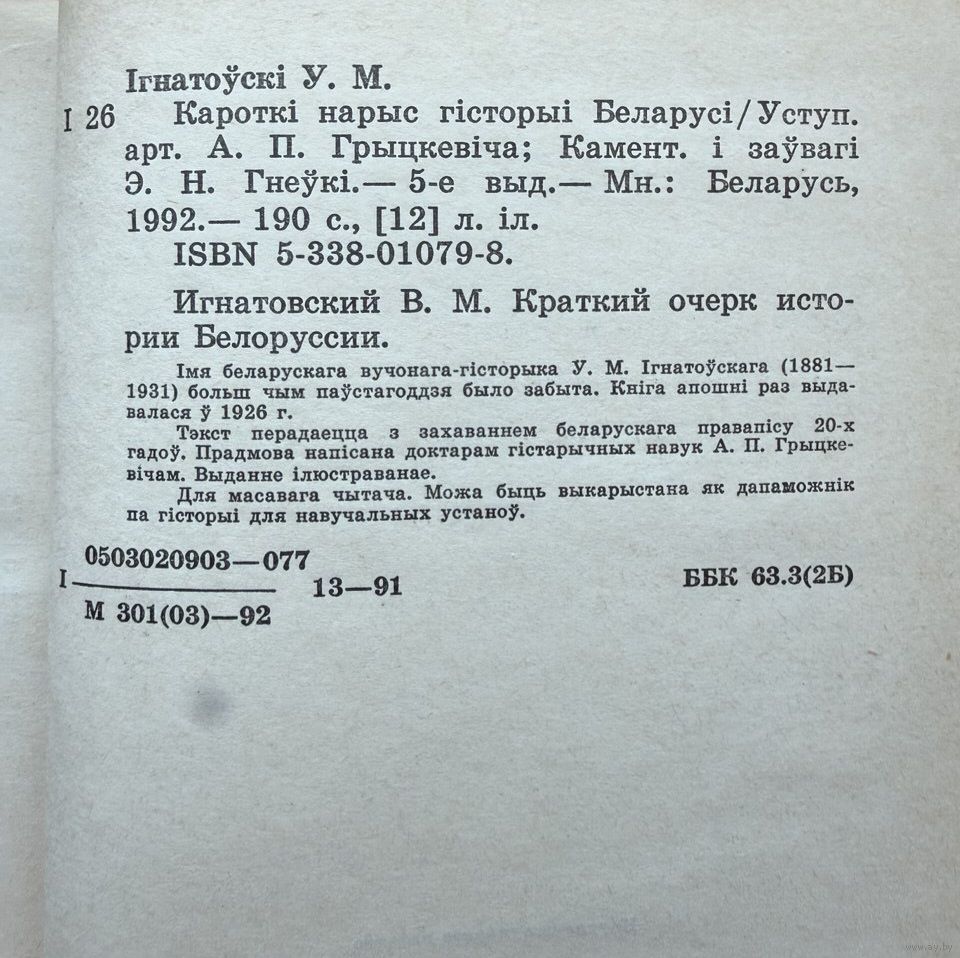 Ігнатоўскі У. М.
І 26 Кароткі нарыс гісторыі Беларусі/Уступ.
арт. А. П. Грыцкевіча; Камент. і заўвагі
Э. Н. Гнеўкі.— 5-е выд.— Мн.: Беларусь,
1992.— 190 с., [12] л. іл.
ISBN 5-338-01079-8.
Игнатовский В. М. Краткий очерк исто-
рии Белоруссии.
Імя беларускага вучонага-гісторыка У. М. Ігнатоўскага (1881—
1931) больш чым паўстагоддзя было забыта. Кніга апошні раз выда-
валася ў 1926 г.
Тэкст перадаецца з захаваннем беларускага правапісу 20-х
гадоў. Прадмова напісана доктарам гістарычных навук А. П. Грыцке-
вічам. Выданне ілюстраванае.
Для масавага чытача. Можа быць выкарыстана як дапаможнік
па гісторыі для навучальных устаноў.
0503020903—077
І 13—91 ББК 63.3(2Б)
М 301(03)—92
www.ay.by